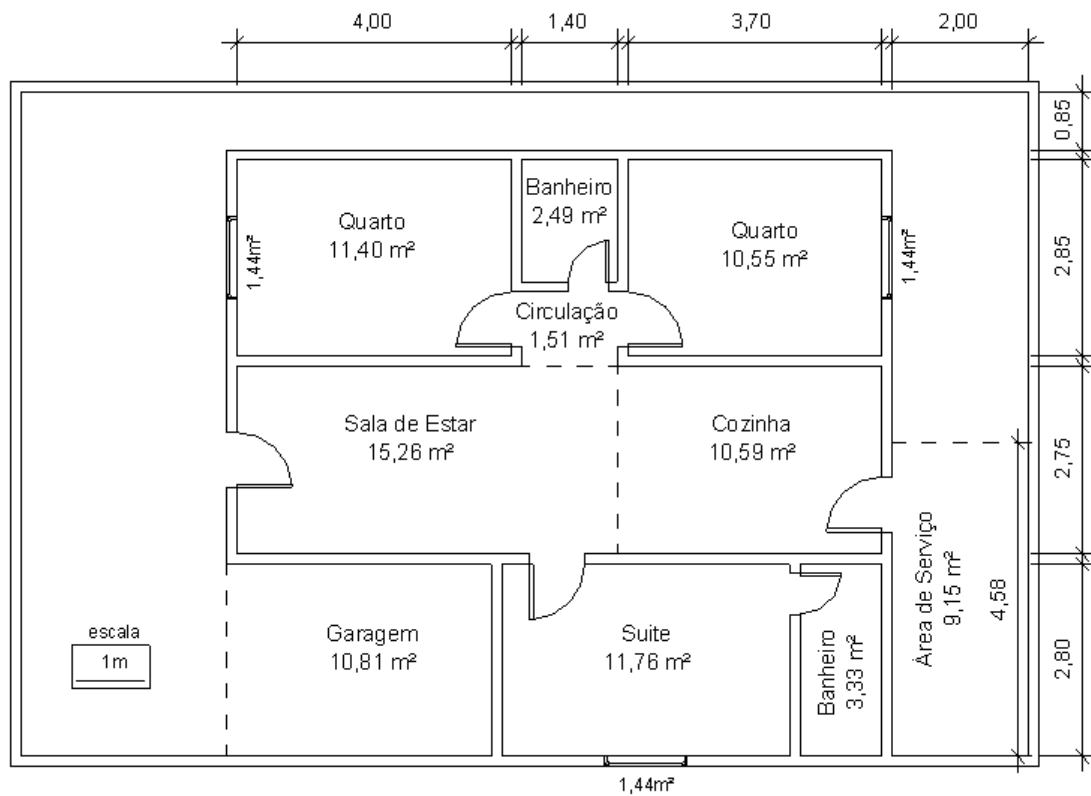 4,00
1,40
3,70
2,00
0,85
Banheiro
2,49 m²
Quarto
11,40 m²
Quarto
10,55 m²
1,44m²
1,44m²
2,85
Circulação
1,51 m²
Sala de Estar
15,26 m²
Cozinha
10,59 m²
2,75
Área de Serviço
9,15 m²
4,58
escala
1m
Garagem
10,81 m²
Suite
11,76 m²
Banheiro
3,33 m²
2,80
1,44m²